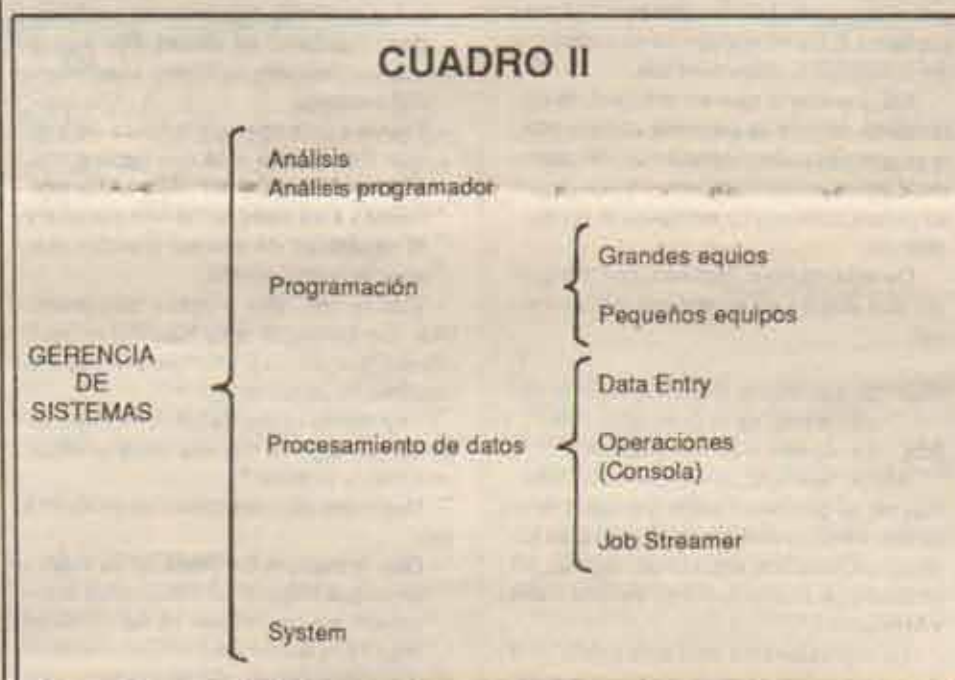 CUADRO II
Análisis
Análisis programador
Programación
Grandes equios
Pequeños equipos
GERENCIA
DE
SISTEMAS
Procesamiento de datos
Data Entry
Operaciones
(Consola)
Job Streamer
System